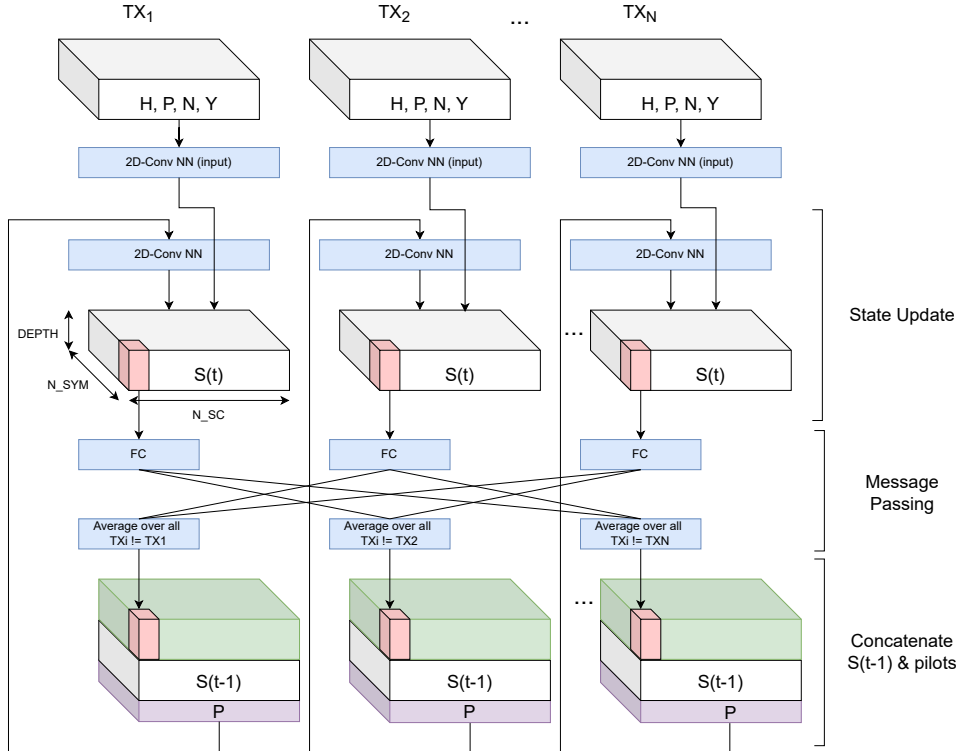 TX1 TX2 ... TXN
H, P, N, Y H, P, N, Y H, P, N, Y
2D-Conv NN (input) 2D-Conv NN (input) 2D-Conv NN (input)
2D-Conv NN 2D-Conv NN 2D-Conv NN
State Update
DEPTH
...
S(t) S(t) S(t)
N_SYM
N_SC
FC FC FC
Message
Passing
Average over all Average over all Average over all
TXi != TX1 TXi != TX2 TXi != TXN
...
Concatenate
S(t-1) & pilots
S(t-1) S(t-1) S(t-1)
P P P